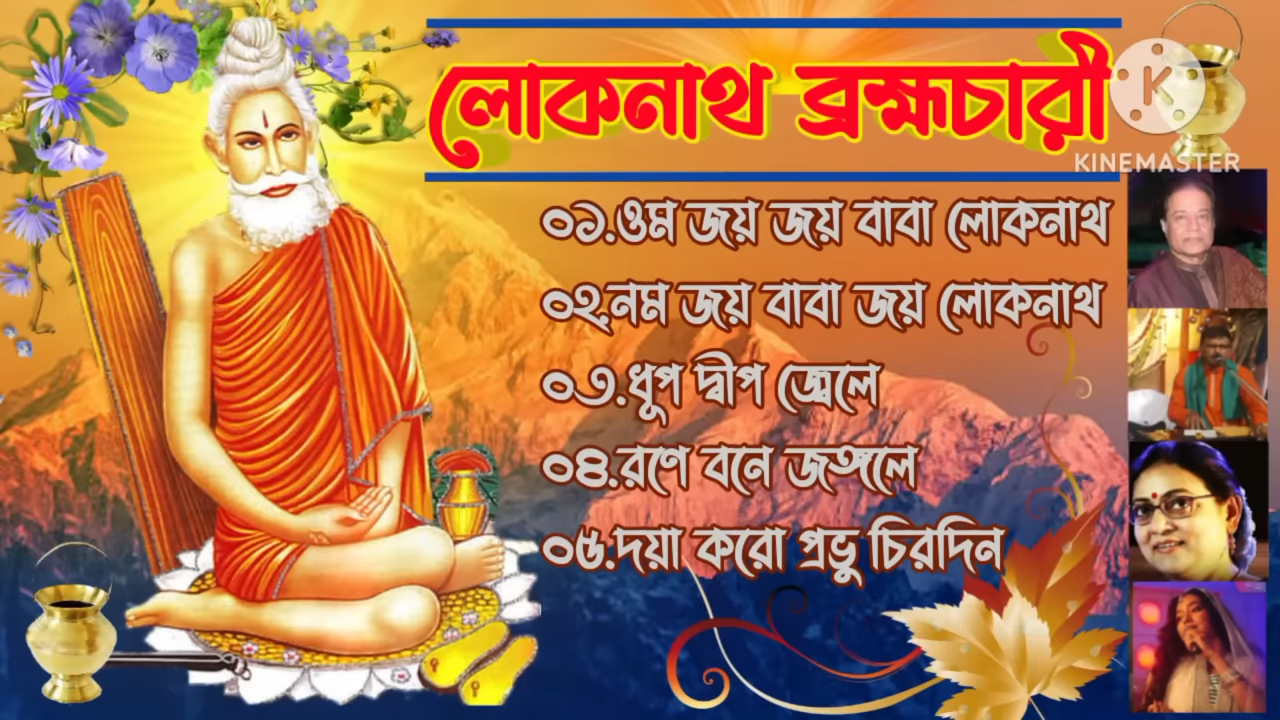 লোকনাথ ব্রহ্মচারী
K
KINEMASTER
০১.ওম জয় জয় বাবা লোকনাথ
০২.নম জয় বাবা জয় লোকনাথ
০৩.ধূপ দ্বীপ জ্বেলে
০৪.রণে বনে জঙ্গলে
০৫.দয়া করো প্রভু চিরদিন